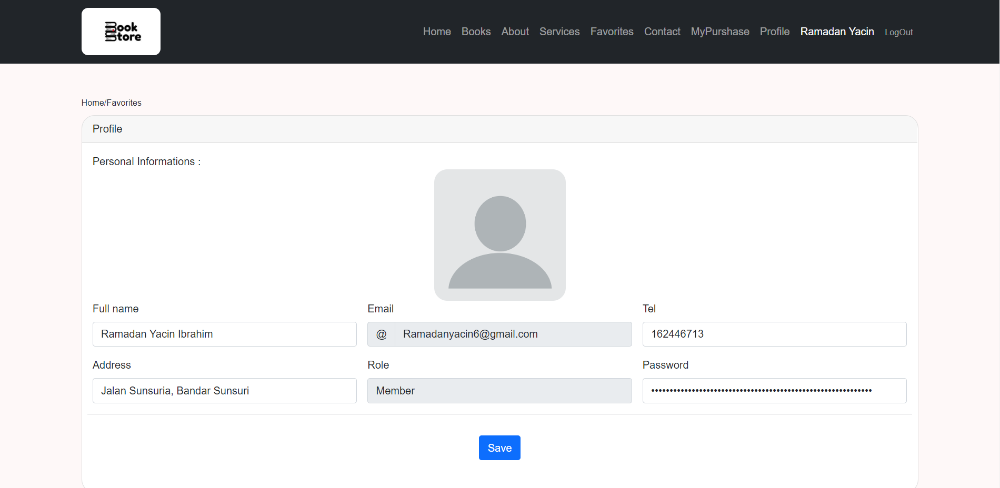 Book
Store
Home Books About Services Favorites Contact MyPurshase Profile Ramadan Yacin LogOut
Home/Favorites
Profile
Personal Informations :
Full name Email Tel
Ramadan Yacin Ibrahim @ Ramadanyacin6@gmail.com 162446713
Address Role Password
Jalan Sunsuria, Bandar Sunsuri Member ••••••••••••••••••••••••••••••••••••••••••••••••••••••••••••
Save